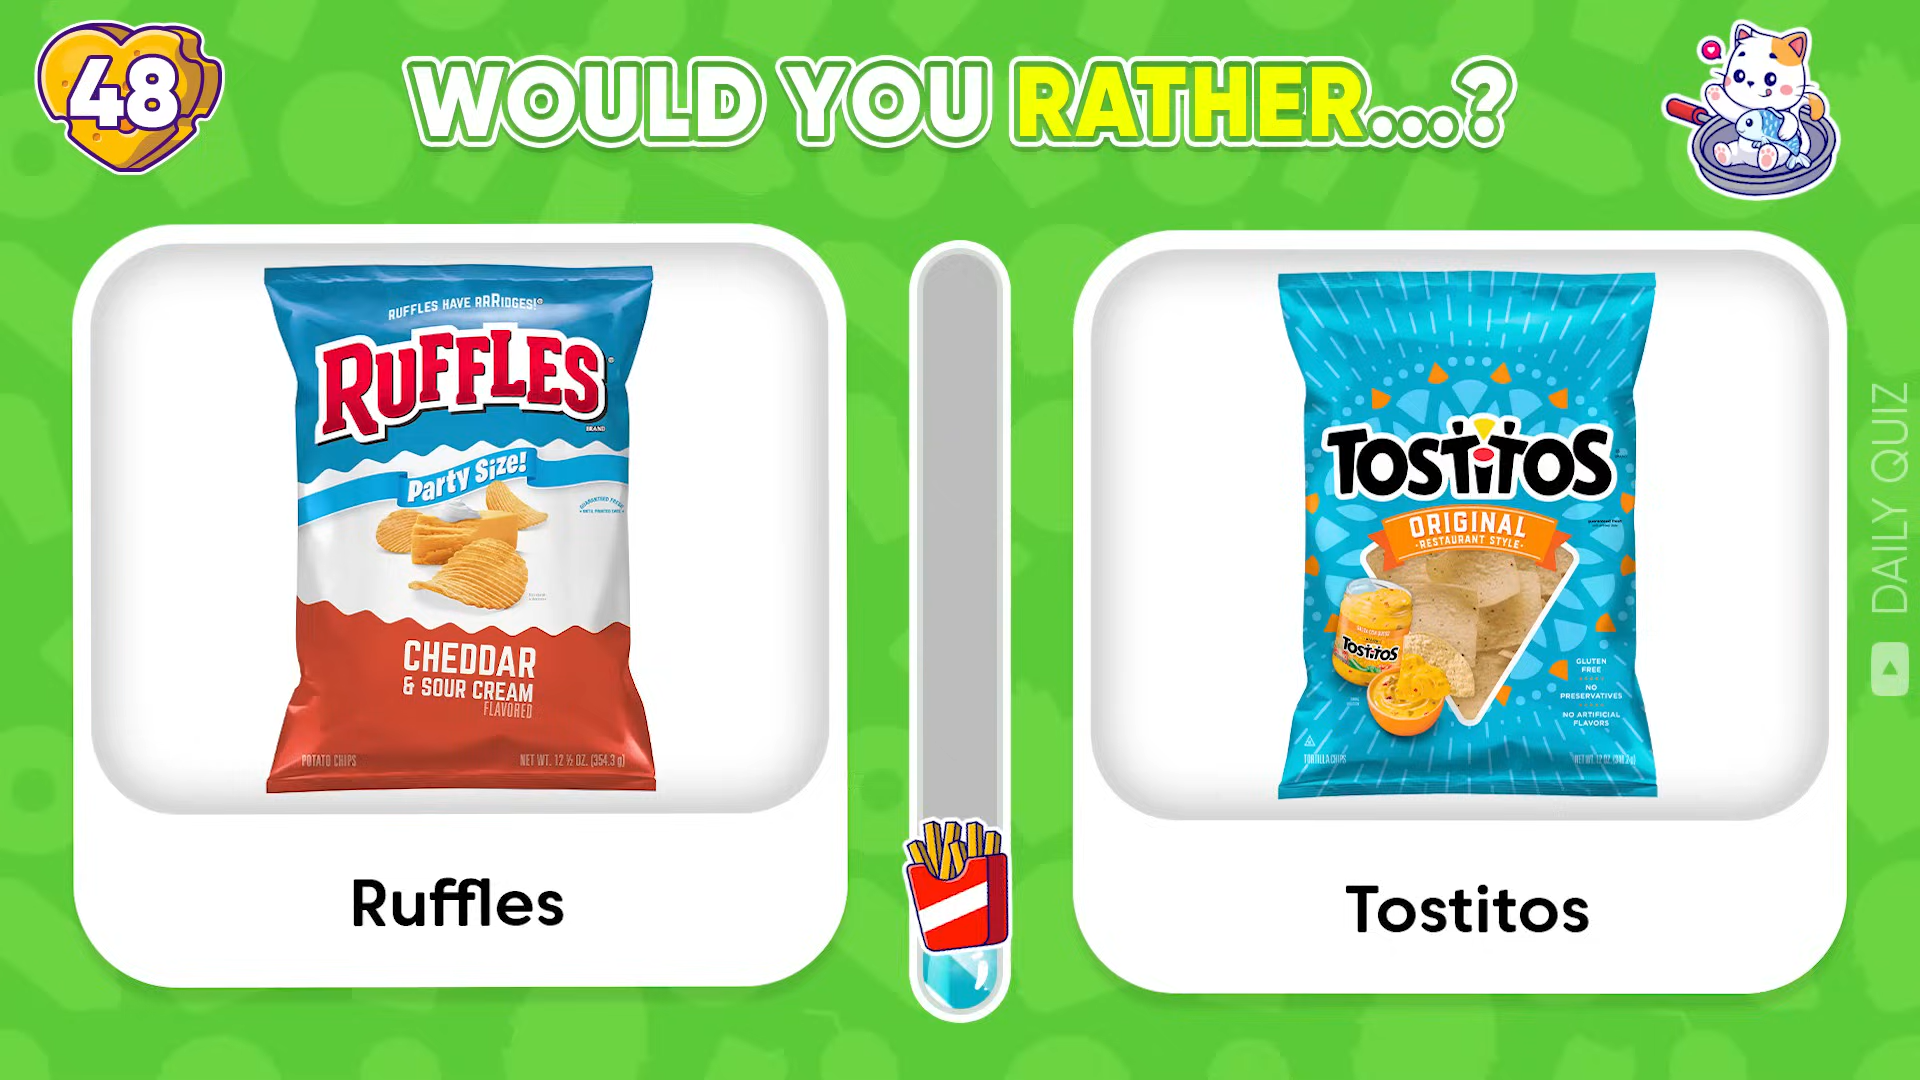 48
WOULD YOU RATHER...?
RUFFLES HAVE RRRIDGES!
RUFFLES
BRAND
Party Size!
CHEDDAR
& SOUR CREAM
FLAVORED
POTATO CHIPS
NET WT. 12 ½ OZ. (354.3 g)
Ruffles
TOSTITOS
ORIGINAL
-RESTAURANT STYLE-
TOSTITOS
GLUTEN
FREE
NO
PRESERVATIVES
NO ARTIFICIAL
FLAVORS
TORTILLA CHIPS
Tostitos
DAILY QUIZ